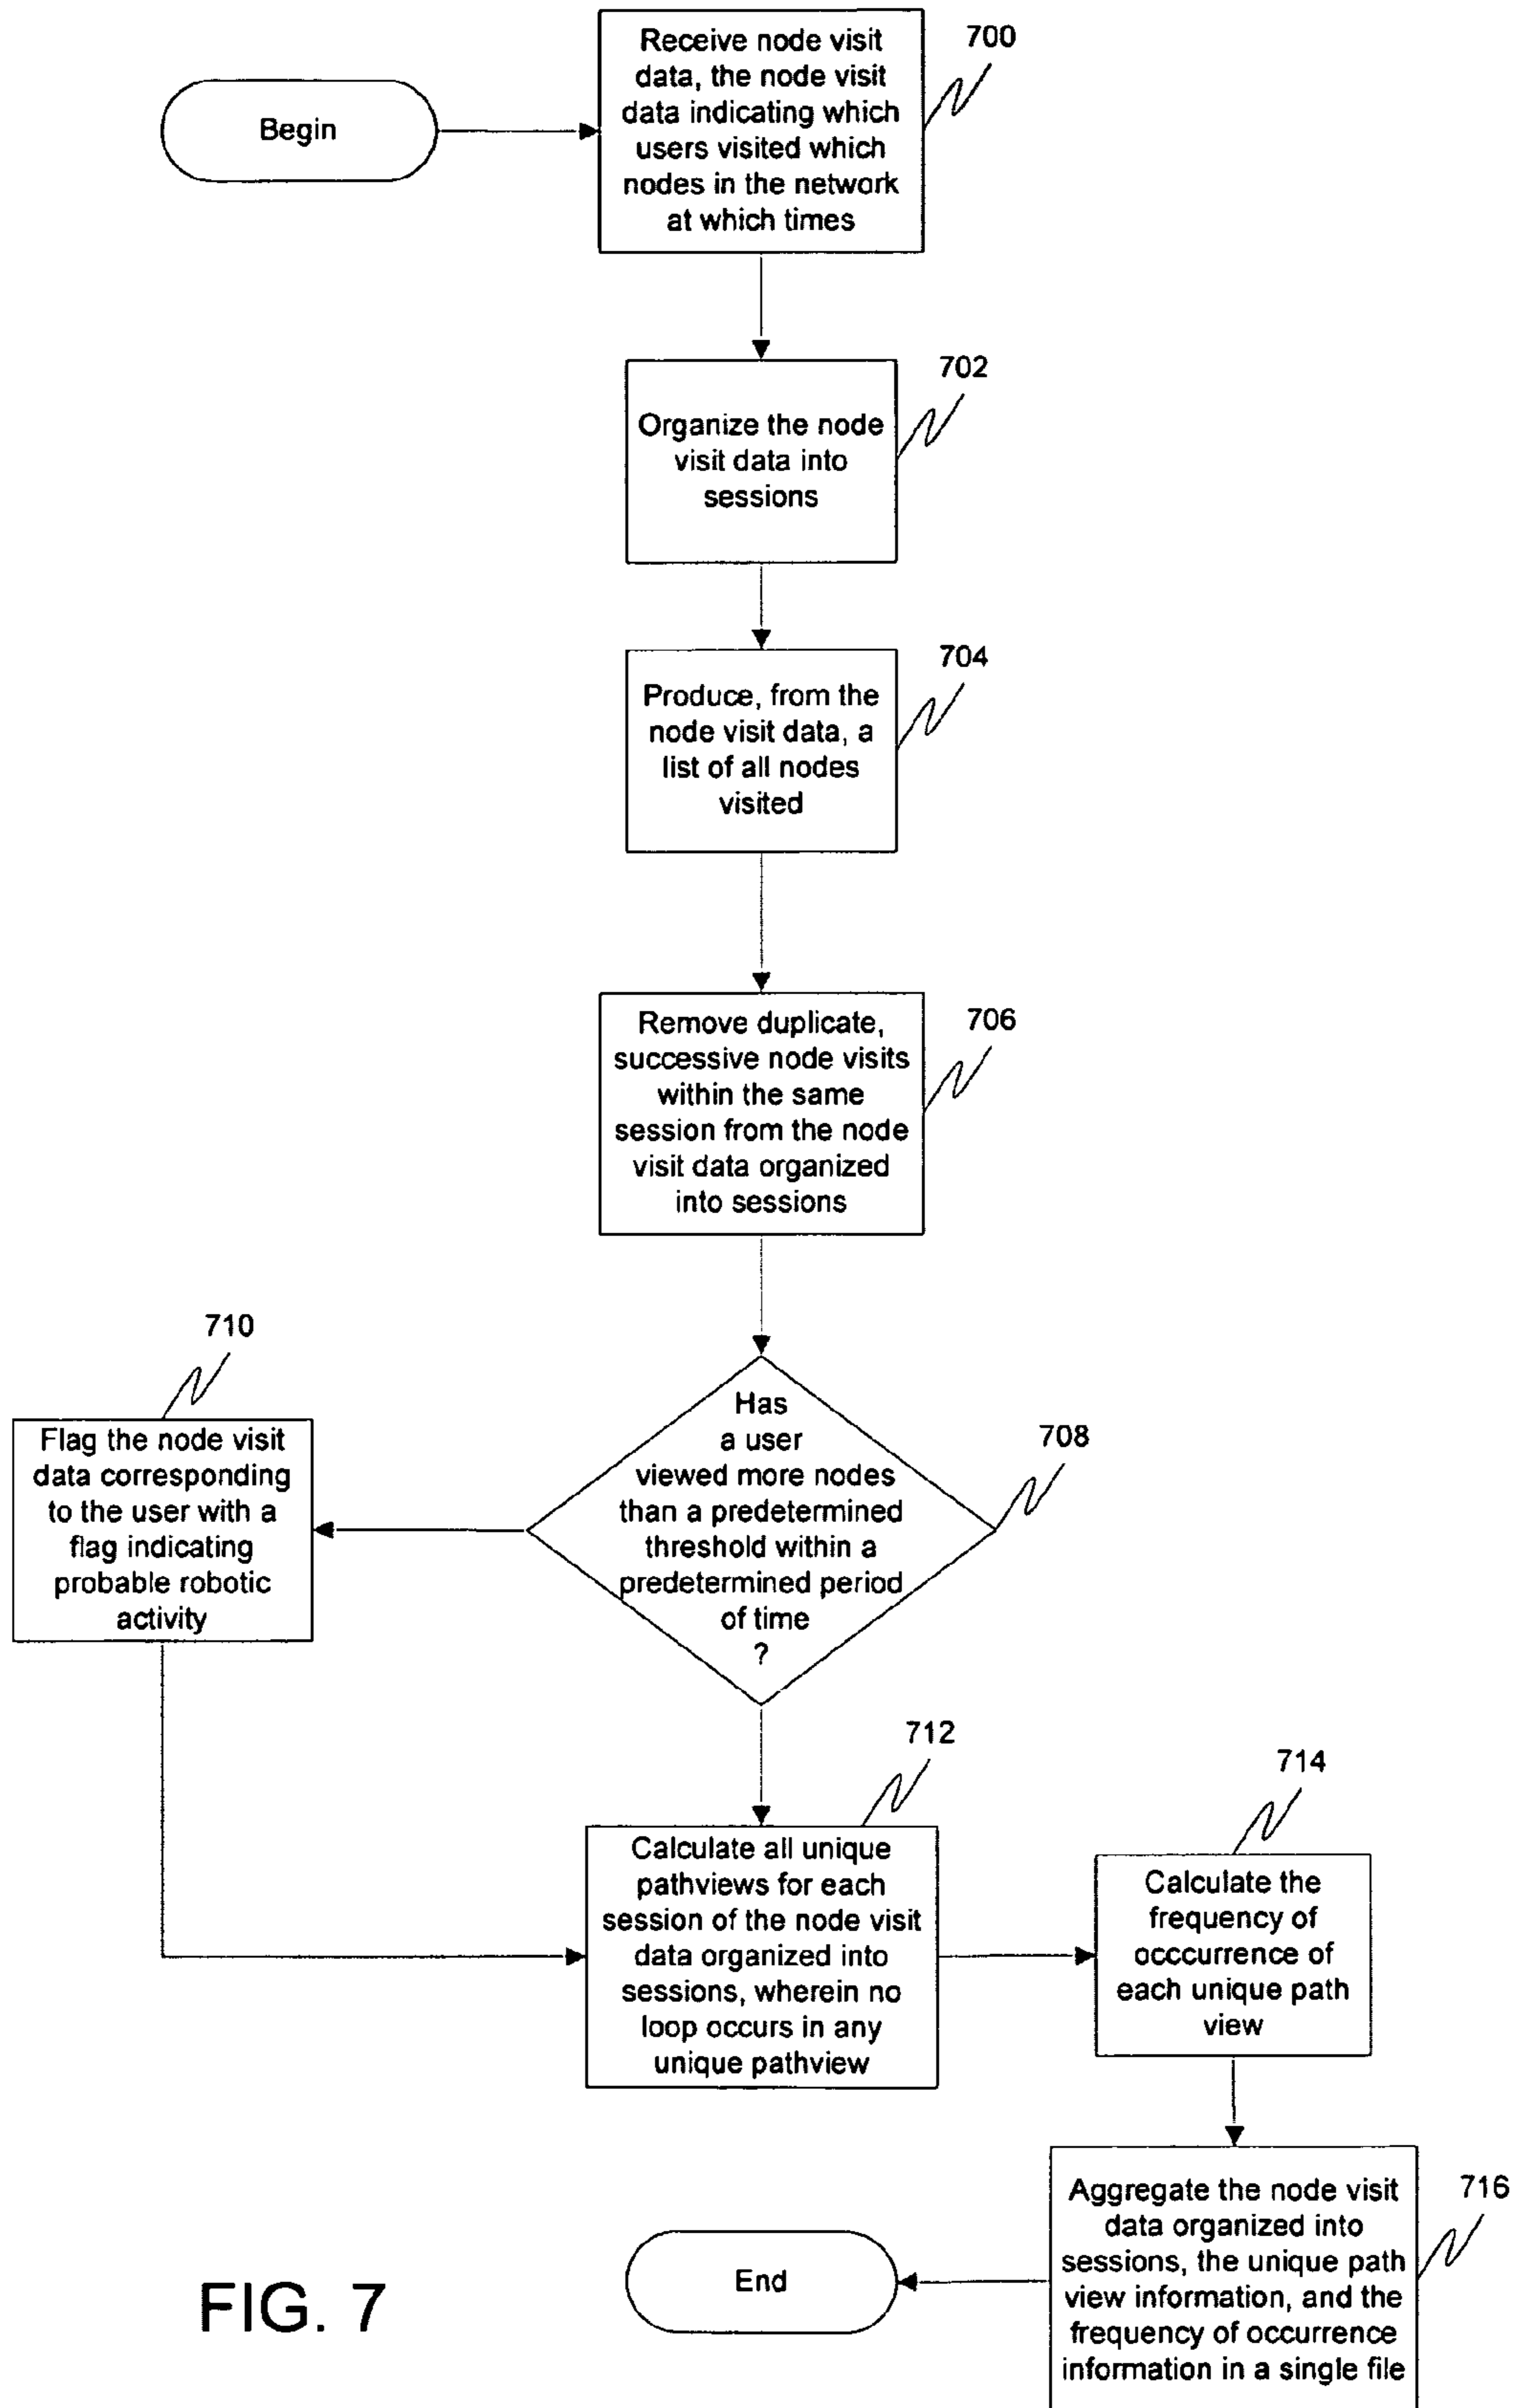 Begin
Receive node visit
data, the node visit
data indicating which
users visited which
nodes in the network
at which times
700
Organize the node
visit data into
sessions
702
Produce, from the
node visit data, a
list of all nodes
visited
704
Remove duplicate,
successive node visits
within the same
session from the node
visit data organized
into sessions
706
Has
a user
viewed more nodes
than a predetermined
threshold within a
predetermined period
of time
?
708
710
Flag the node visit
data corresponding
to the user with a
flag indicating
probable robotic
activity
712
Calculate all unique
pathviews for each
session of the node visit
data organized into
sessions, wherein no
loop occurs in any
unique pathview
714
Calculate the
frequency of
occcurrence of
each unique path
view
Aggregate the node visit
data organized into
sessions, the unique path
view information, and the
frequency of occurrence
information in a single file
716
End
FIG. 7